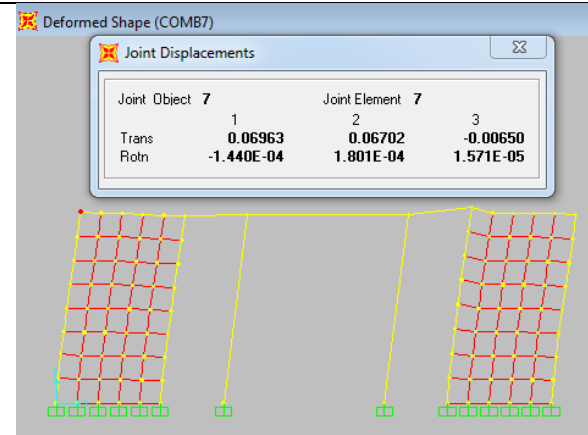 Deformed Shape (COMB7)
Joint Displacements
Joint Object 7 Joint Element 7
1 2 3
Trans 0.06963 0.06702 -0.00650
Rotn -1.440E-04 1.801E-04 1.571E-05